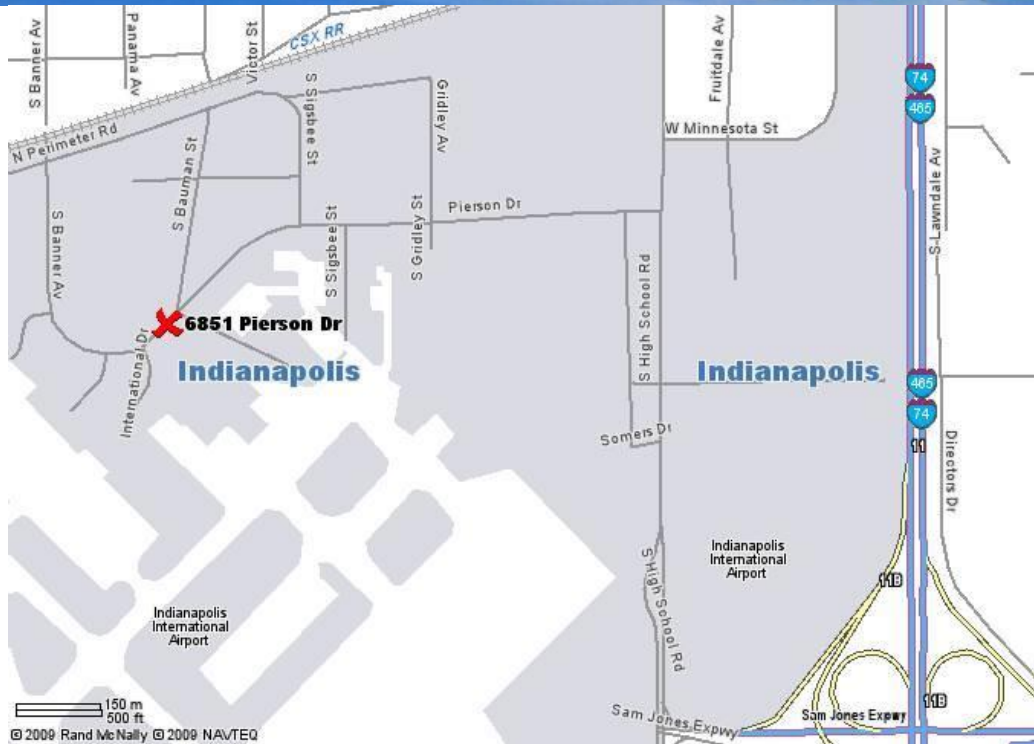 S Banner Av
Panama Av
Victor St
CSX RR
Fruitdale Av
74
465
N Perimeter Rd
S Bauman St
S Sigsbee St
Gridley Av
W Minnesota St
S Lawndale Av
S Banner Av
S Sigsbee St
S Gridley St
Pierson Dr
S High School Rd
6851 Pierson Dr
International Dr
Indianapolis
Indianapolis
465
74
11
Somers Dr
Directors Dr
Indianapolis
International
Airport
S High School Rd
11B
Indianapolis
International
Airport
11B
150 m
500 ft
Sam Jones Expwy
Sam Jones Expwy
© 2009 Rand McNally © 2009 NAVTEQ